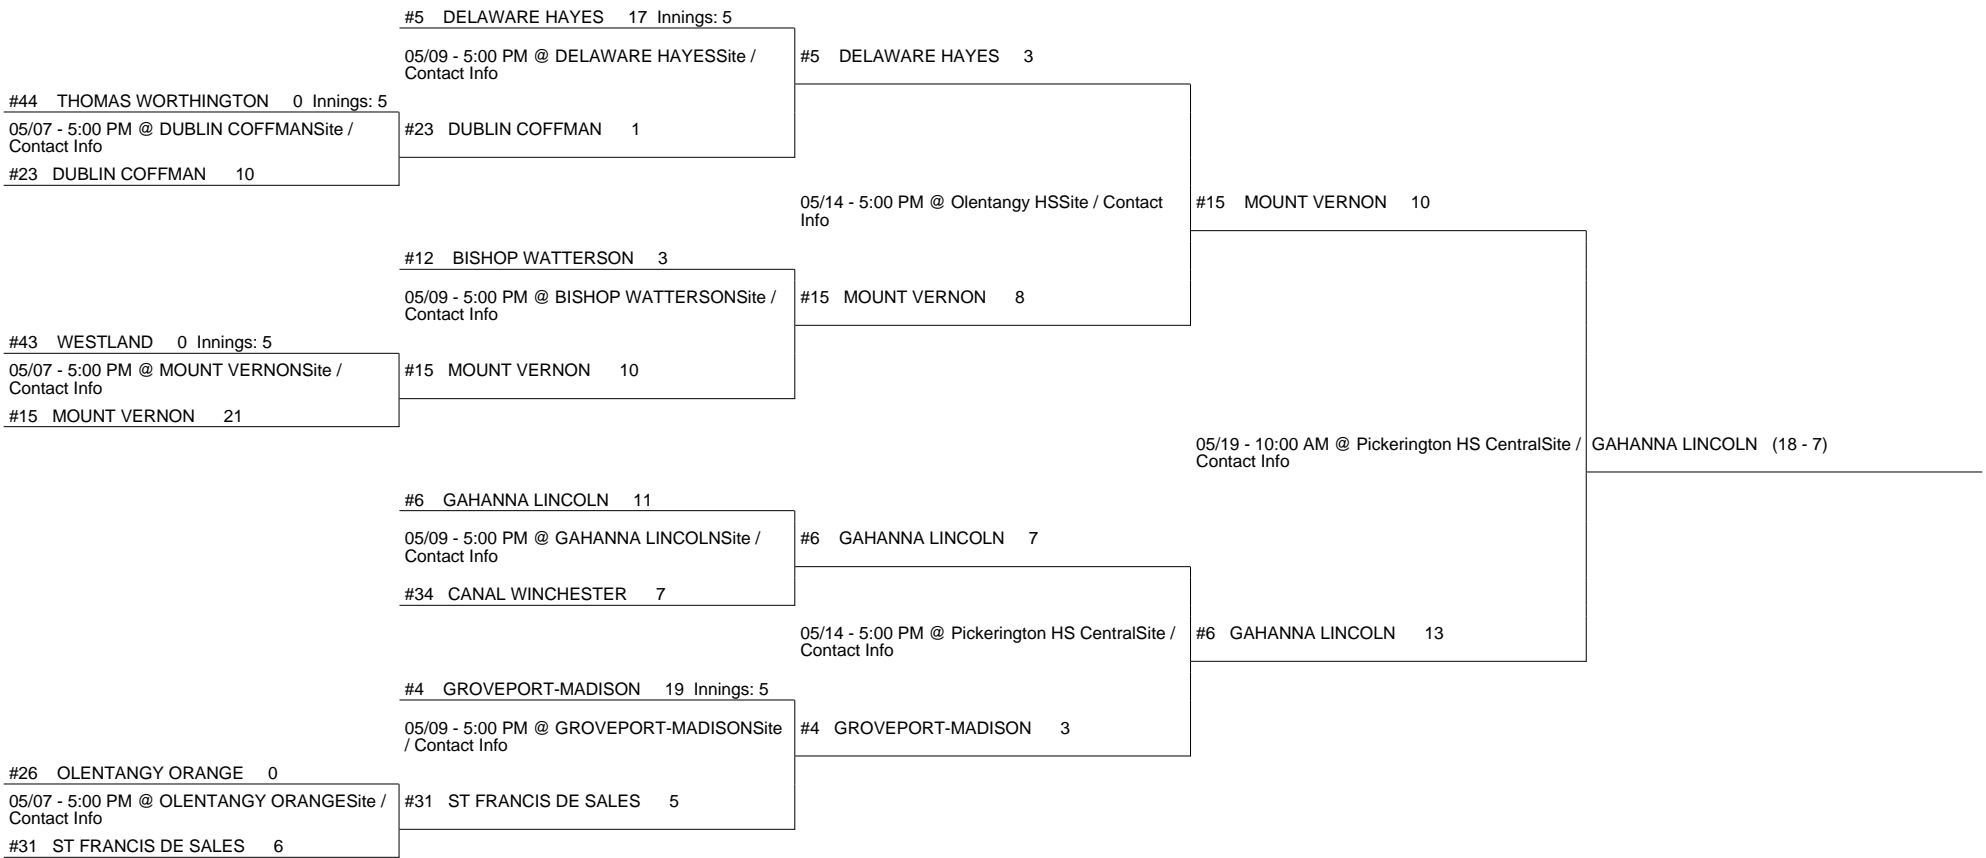 #5 DELAWARE HAYES 17 Innings: 5
05/09 - 5:00 PM @ DELAWARE HAYESSite /
Contact Info
#5 DELAWARE HAYES 3
#44 THOMAS WORTHINGTON 0 Innings: 5
05/07 - 5:00 PM @ DUBLIN COFFMANSite /
Contact Info
#23 DUBLIN COFFMAN 1
#23 DUBLIN COFFMAN 10
05/14 - 5:00 PM @ Olentangy HSSite / Contact
Info
#15 MOUNT VERNON 10
#12 BISHOP WATTERSON 3
05/09 - 5:00 PM @ BISHOP WATTERSONSite /
Contact Info
#15 MOUNT VERNON 8
#43 WESTLAND 0 Innings: 5
05/07 - 5:00 PM @ MOUNT VERNONSite /
Contact Info
#15 MOUNT VERNON 10
#15 MOUNT VERNON 21
05/19 - 10:00 AM @ Pickerington HS CentralSite /
Contact Info
GAHANNA LINCOLN (18 - 7)
#6 GAHANNA LINCOLN 11
05/09 - 5:00 PM @ GAHANNA LINCOLNSite /
Contact Info
#6 GAHANNA LINCOLN 7
#34 CANAL WINCHESTER 7
05/14 - 5:00 PM @ Pickerington HS CentralSite /
Contact Info
#6 GAHANNA LINCOLN 13
#4 GROVEPORT-MADISON 19 Innings: 5
05/09 - 5:00 PM @ GROVEPORT-MADISONSite
/ Contact Info
#4 GROVEPORT-MADISON 3
#26 OLENTANGY ORANGE 0
05/07 - 5:00 PM @ OLENTANGY ORANGESite /
Contact Info
#31 ST FRANCIS DE SALES 5
#31 ST FRANCIS DE SALES 6